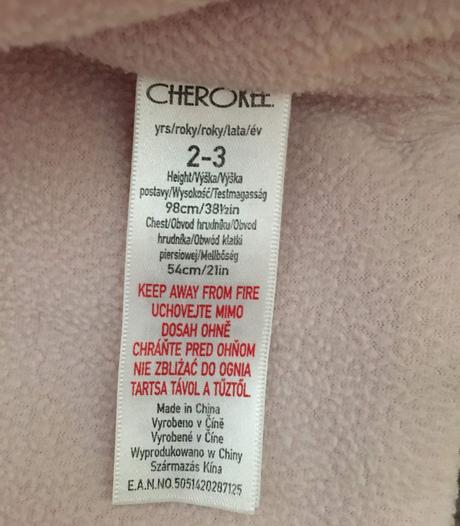 CHEROKEE
yrs/roky/roky/lata/év
2-3
Height/Výška/Výška
postavy/Wysokość/Testmagasság
98cm/38½in
Chest/Obvod hrudníku/Obvod
hrudníka/Obwód klatki
piersiowej/Mellbőség
54cm/21in
KEEP AWAY FROM FIRE
UCHOVEJTE MIMO
DOSAH OHNĚ
CHRÁŇTE PRED OHŇOM
NIE ZBLIŻAĆ DO OGNIA
TARTSA TÁVOL A TŰZTŐL
Made in China
Vyrobeno v Číně
Vyrobené v Číne
Wyprodukowano w Chiny
Származás Kína
E.A.N.NO.5051420287125